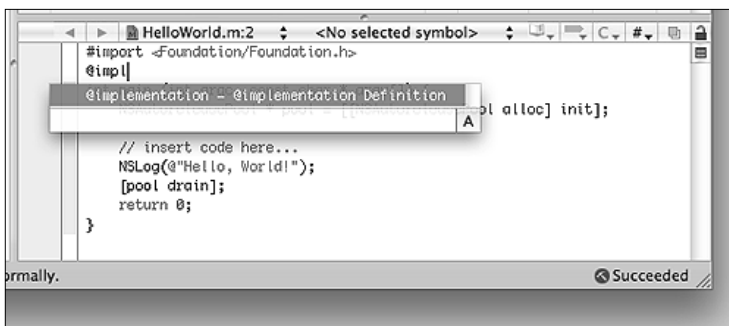 HelloWorld.m:2 <No selected symbol> C #
#import <Foundation/Foundation.h>
@impl
@implementation - @implementation Definition
ol alloc] init];
A
// insert code here...
NSLog(@"Hello, World!");
[pool drain];
return 0;
}
ormally. Succeeded